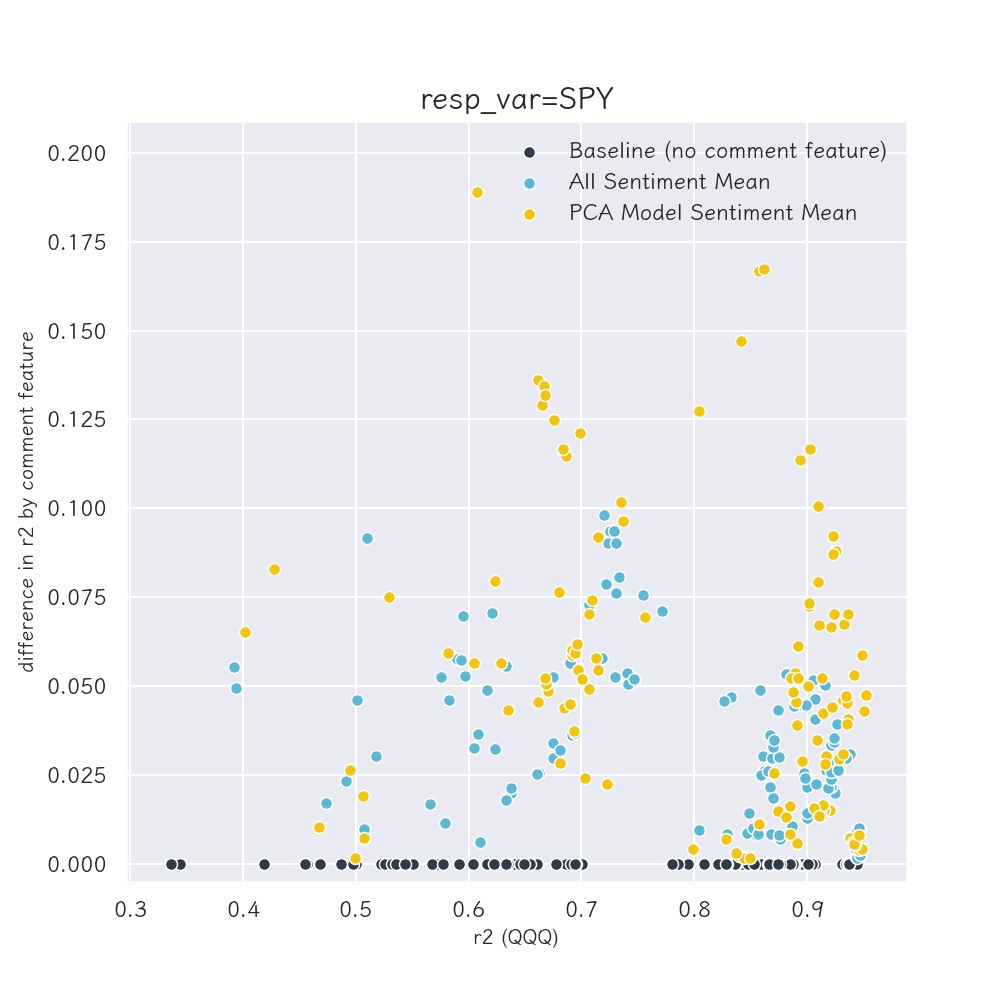 resp_var=SPY
Baseline (no comment feature)
All Sentiment Mean
PCA Model Sentiment Mean
0.200
0.175
0.150
0.125
0.100
0.075
0.050
0.025
0.000
difference in r2 by comment feature
0.3 0.4 0.5 0.6 0.7 0.8 0.9
r2 (QQQ)